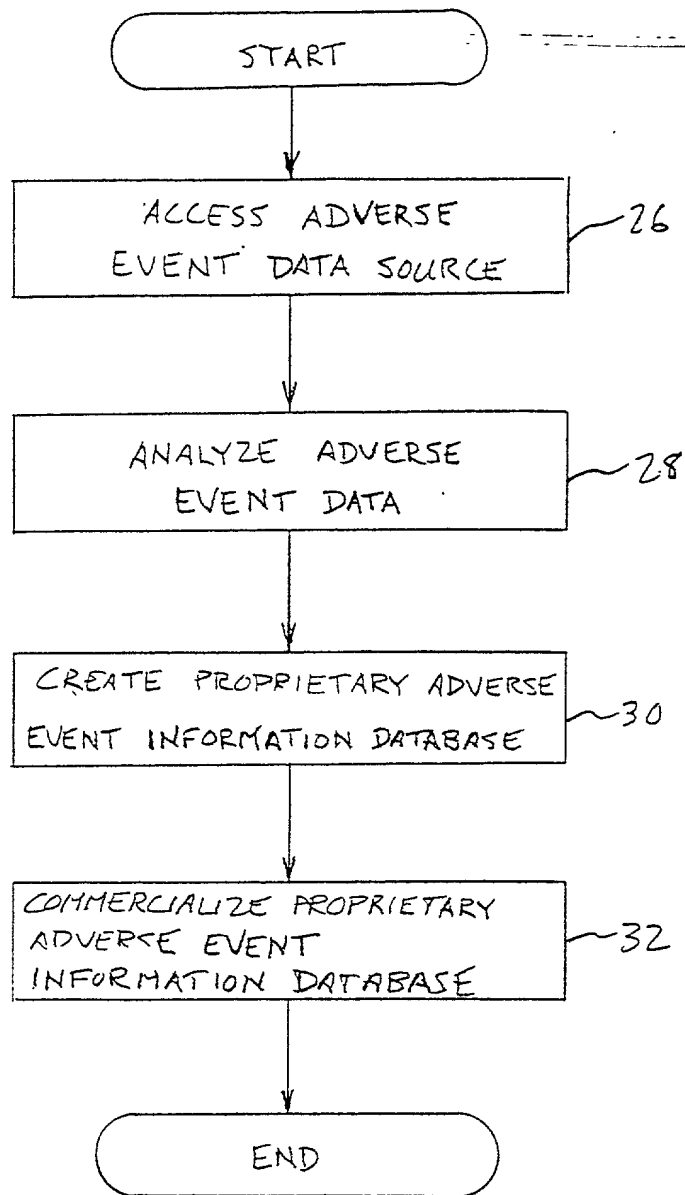 START
ACCESS ADVERSE
EVENT DATA SOURCE
26
ANALYZE ADVERSE
EVENT DATA
28
CREATE PROPRIETARY ADVERSE
EVENT INFORMATION DATABASE
30
COMMERCIALIZE PROPRIETARY
ADVERSE EVENT
INFORMATION DATABASE
32
END